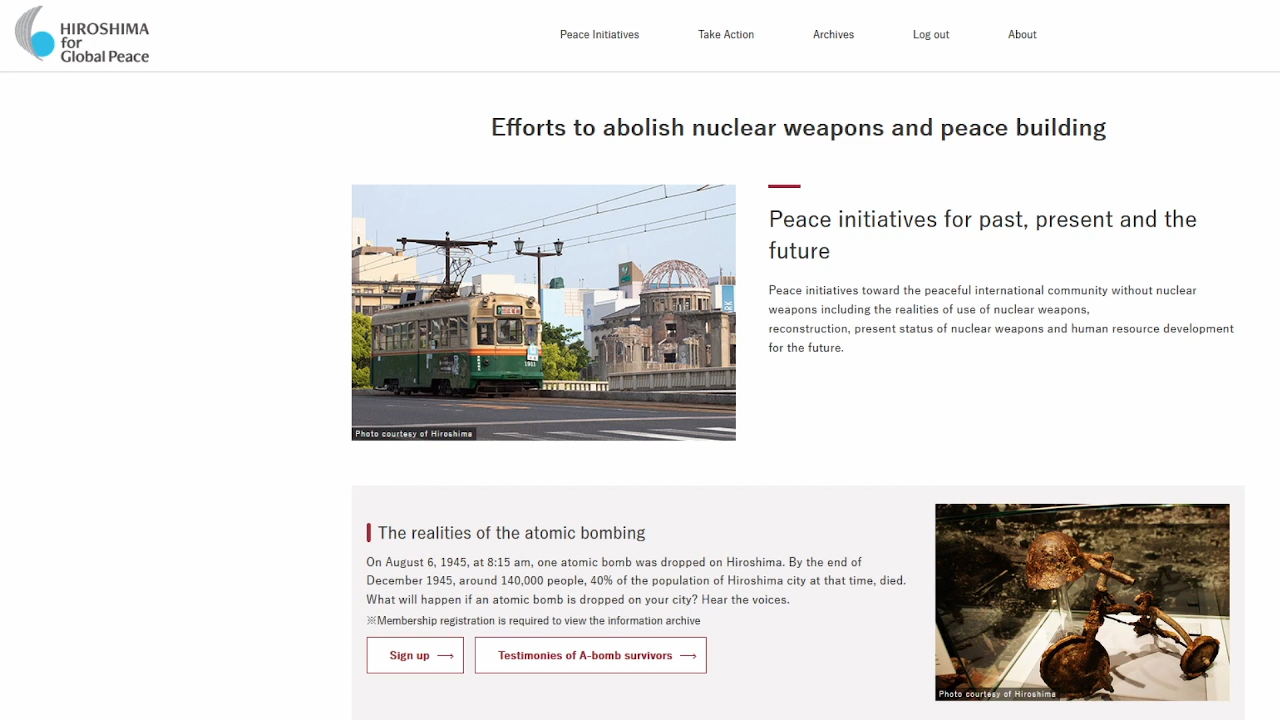 HIROSHIMA
for
Global Peace
Peace Initiatives
Take Action
Archives
Log out
About
Efforts to abolish nuclear weapons and peace building
Photo courtesy of Hiroshima
Peace initiatives for past, present and the
future
Peace initiatives toward the peaceful international community without nuclear
weapons including the realities of use of nuclear weapons,
reconstruction, present status of nuclear weapons and human resource development
for the future.
The realities of the atomic bombing
On August 6, 1945, at 8:15 am, one atomic bomb was dropped on Hiroshima. By the end of
December 1945, around 140,000 people, 40% of the population of Hiroshima city at that time, died.
What will happen if an atomic bomb is dropped on your city? Hear the voices.
※Membership registration is required to view the information archive
Sign up
Testimonies of A-bomb survivors
Photo courtesy of Hiroshima